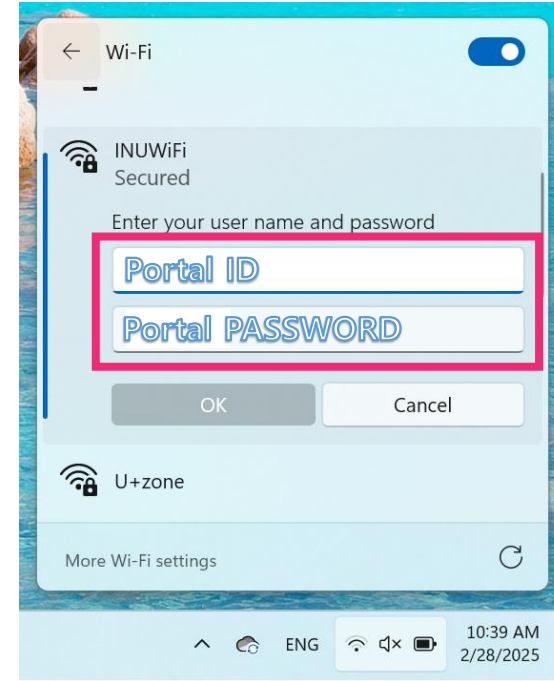 Wi-Fi
INUWiFi
Secured
Enter your user name and password
Portal ID
Portal PASSWORD
OK Cancel
U+zone
More Wi-Fi settings
ENG 10:39 AM
2/28/2025